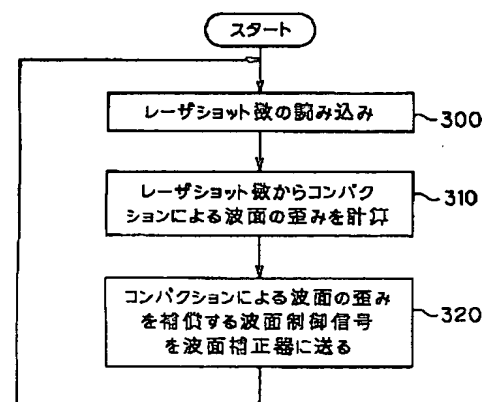 スタート
レーザショット数の読み込み
300
レーザショット数からコンパク
ションによる波面の歪みを計算
310
コンパクションによる波面の歪み
を補償する波面制御信号
を波面補正器に送る
320